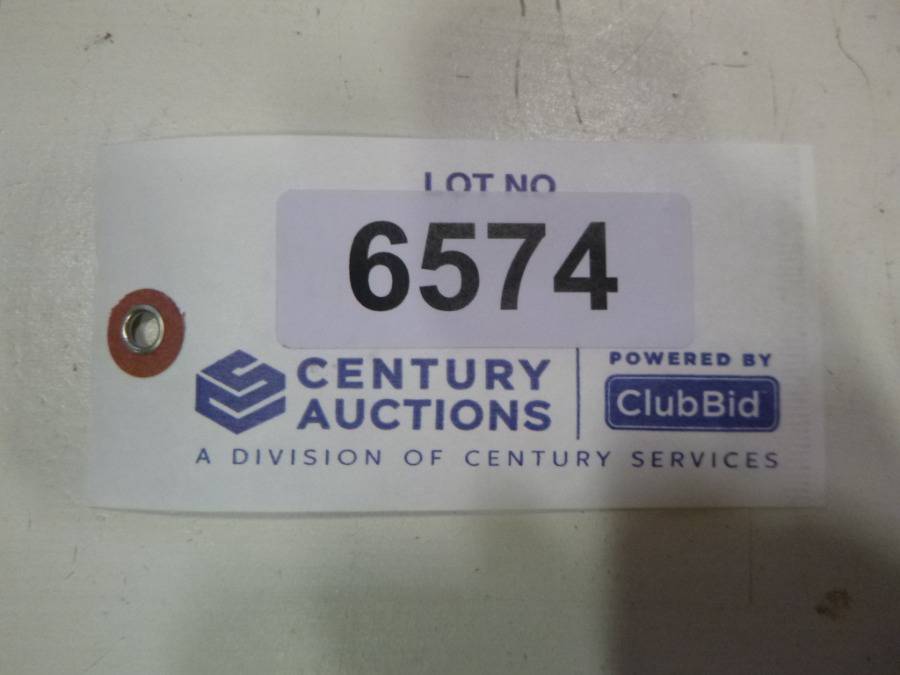 LOT NO
6574
CENTURY
AUCTIONS
POWERED BY
ClubBid
A DIVISION OF CENTURY SERVICES